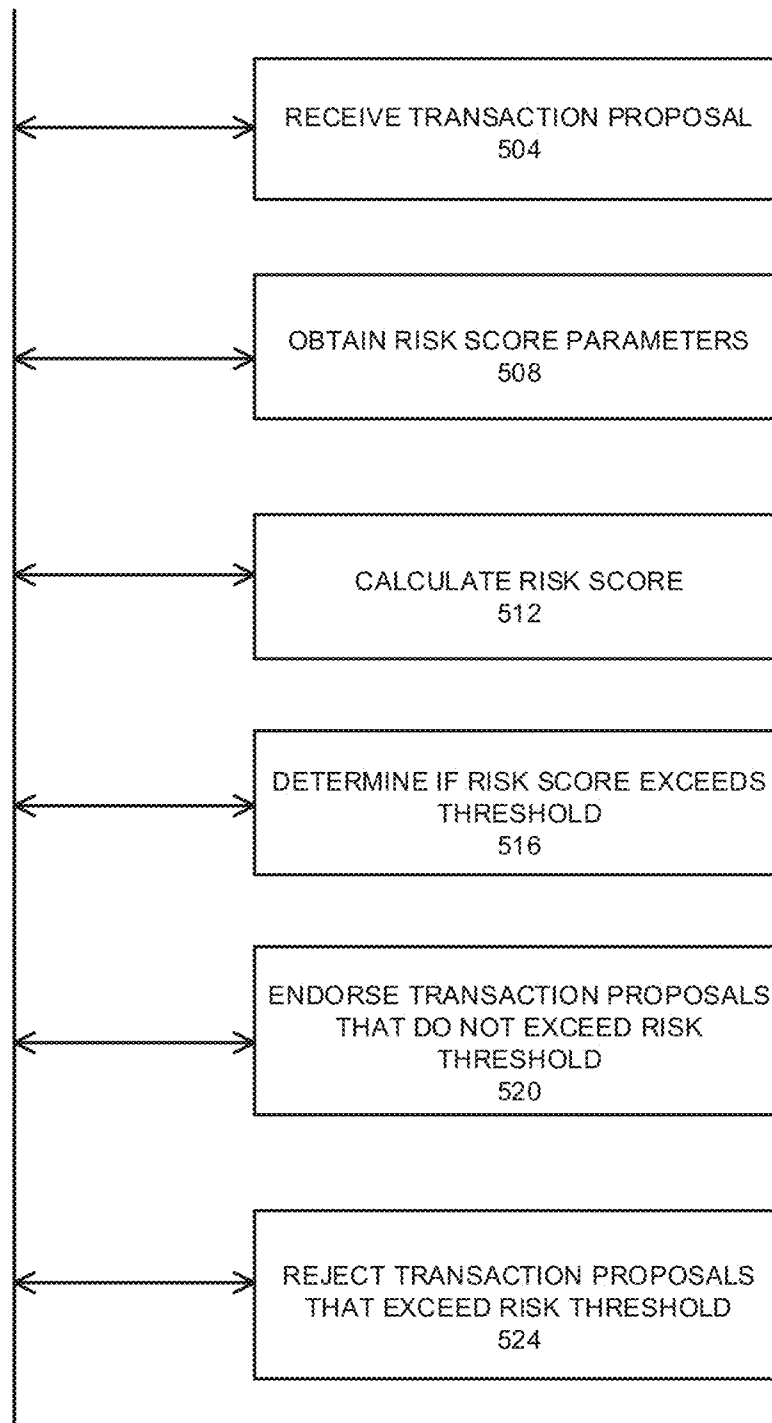 RECEIVE TRANSACTION PROPOSAL
504
OBTAIN RISK SCORE PARAMETERS
508
CALCULATE RISK SCORE
512
DETERMINE IF RISK SCORE EXCEEDS
THRESHOLD
516
ENDORSE TRANSACTION PROPOSALS
THAT DO NOT EXCEED RISK
THRESHOLD
520
REJECT TRANSACTION PROPOSALS
THAT EXCEED RISK THRESHOLD
524